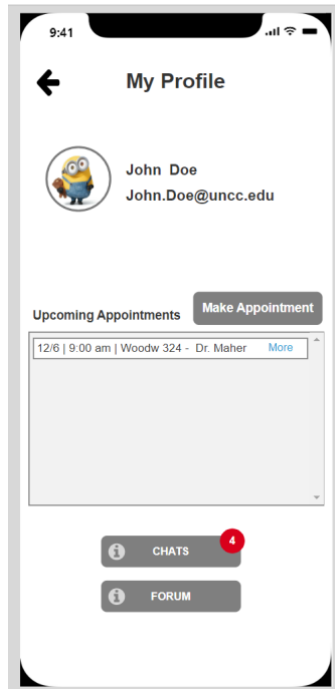 9:41
My Profile
John Doe
John.Doe@uncc.edu
Upcoming Appointments
Make Appointment
12/6 | 9:00 am | Woodw 324 - Dr. Maher More
4
CHATS
FORUM